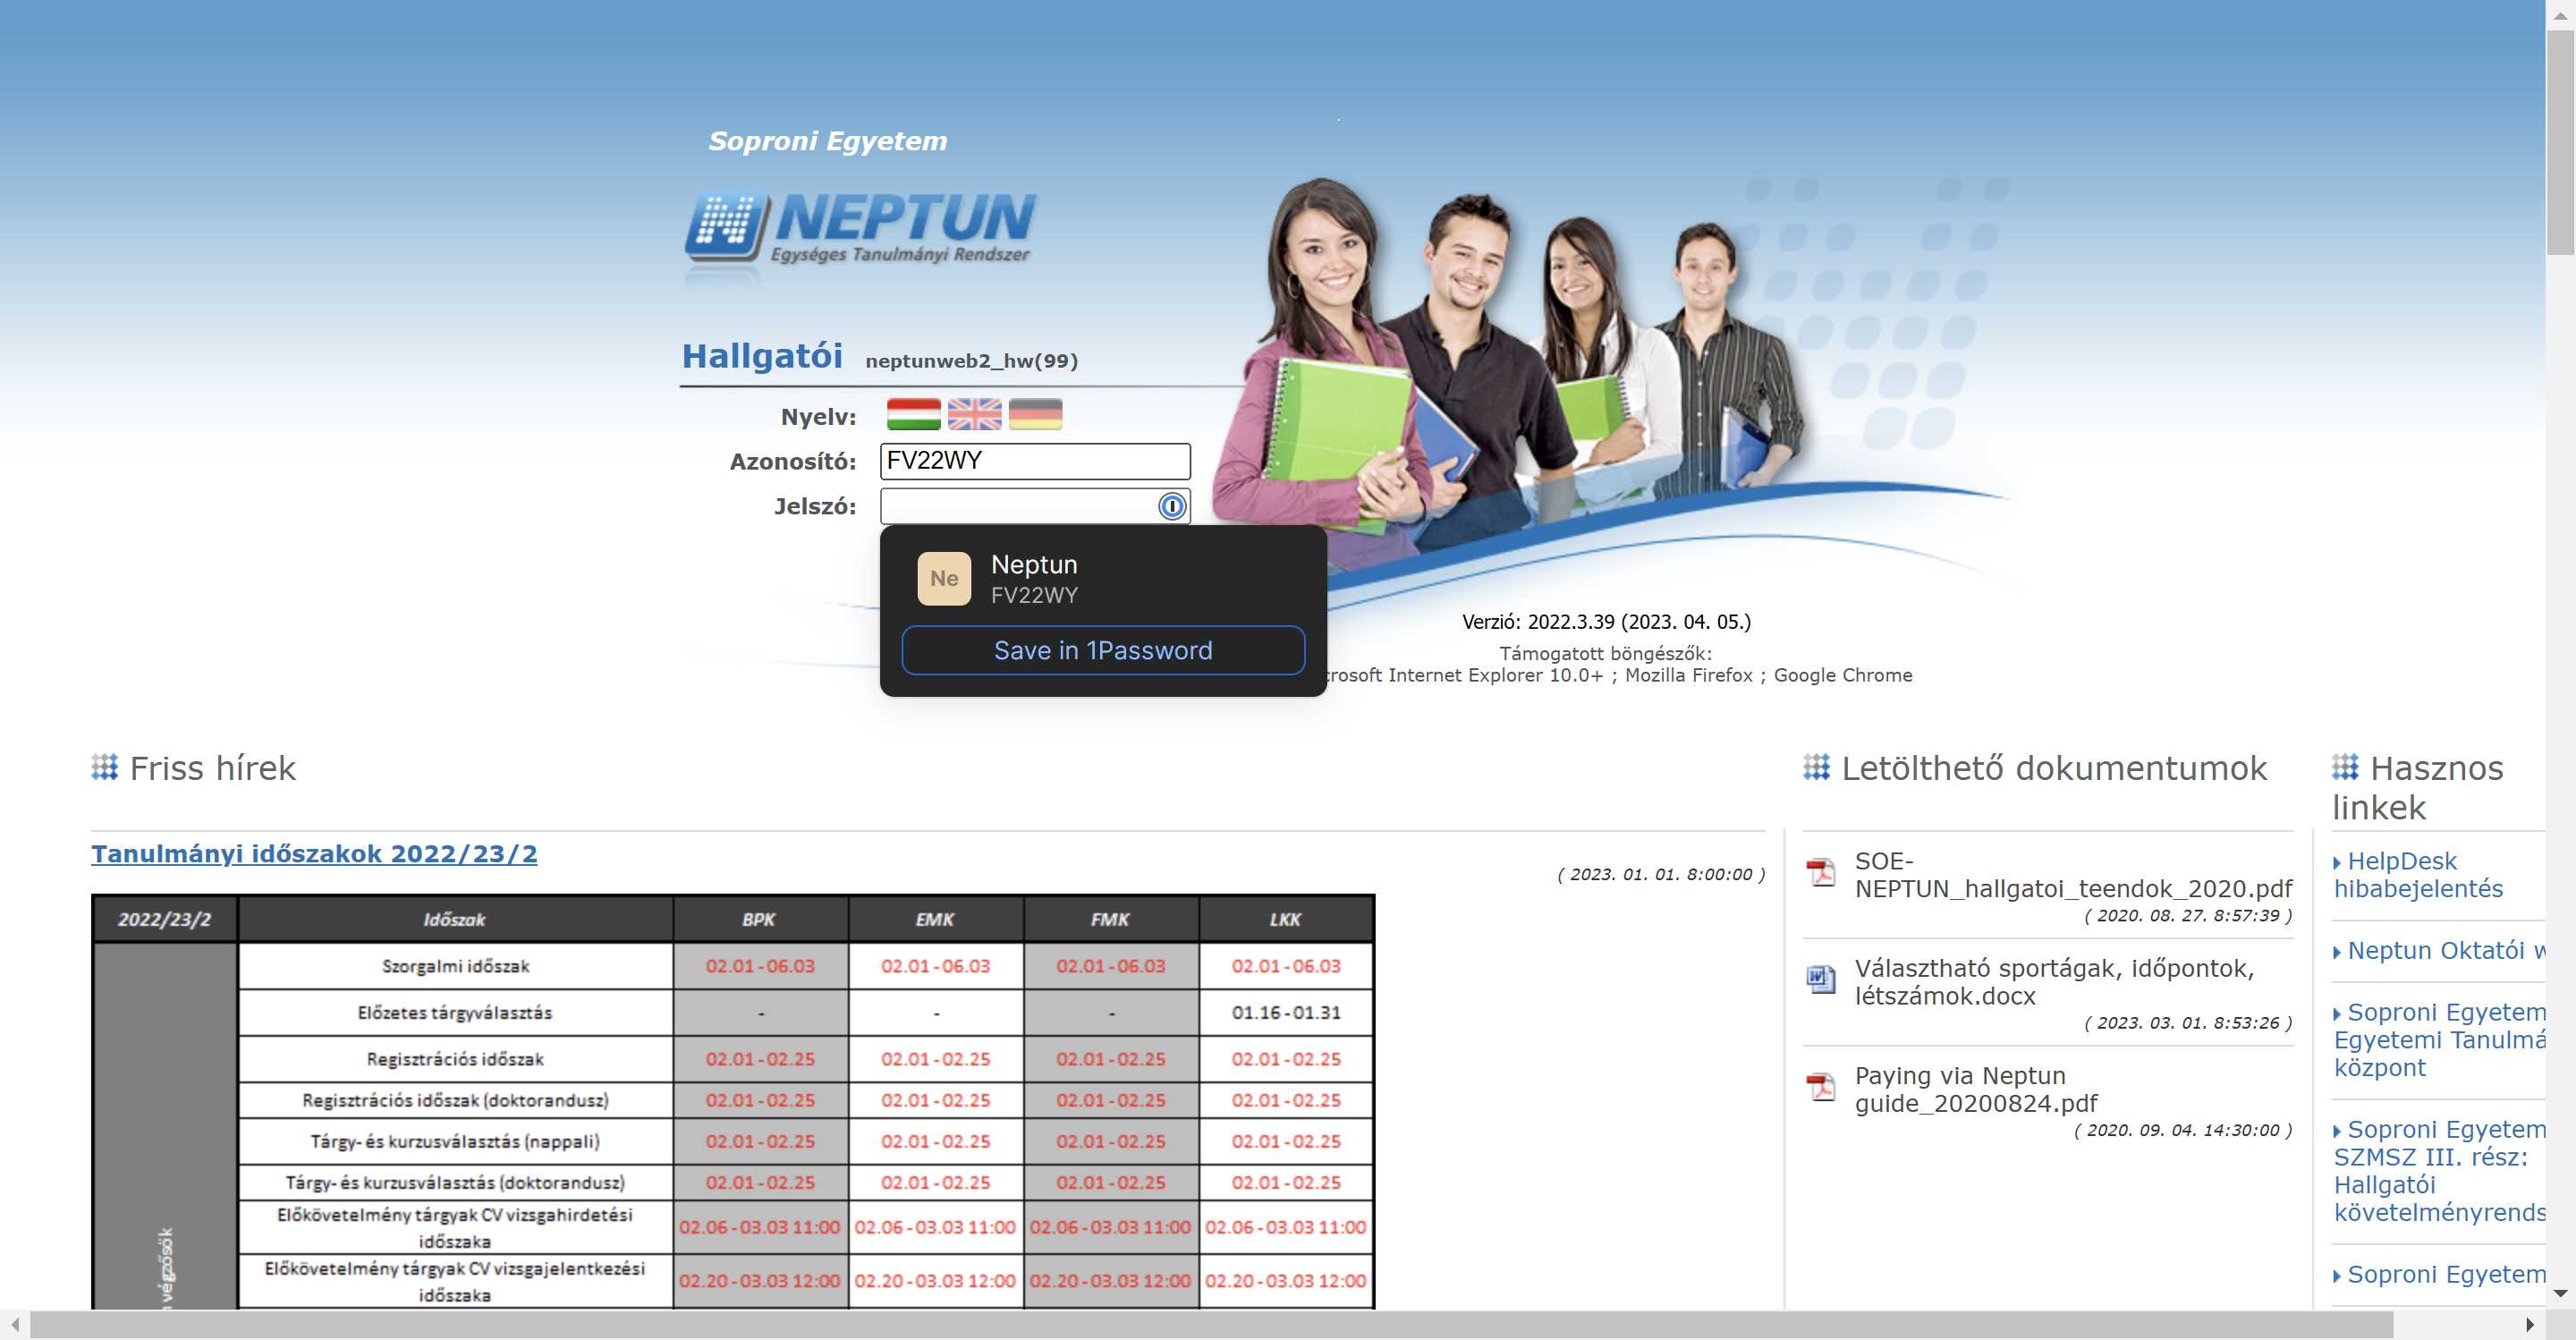 Soproni Egyetem
NEPTUN
Egységes Tanulmányi Rendszer
Hallgatói neptunweb2_hw(99)
Nyelv:
Azonosító: FV22WY
Jelszó:
Ne
Neptun
FV22WY
Save in 1Password
Verzió: 2022.3.39 (2023. 04. 05.)
Támogatott böngészők:
crosoft Internet Explorer 10.0+ ; Mozilla Firefox ; Google Chrome
Friss hírek
Tanulmányi időszakok 2022/23/2
( 2023. 01. 01. 8:00:00 )
2022/23/2 Időszak BPK EMK FMK LKK
Szorgalmi időszak 02.01 - 06.03 02.01 - 06.03 02.01 - 06.03 02.01 - 06.03
Előzetes tárgyválasztás - - - 01.16 - 01.31
Regisztrációs időszak 02.01 - 02.25 02.01 - 02.25 02.01 - 02.25 02.01 - 02.25
Regisztrációs időszak (doktorandusz) 02.01 - 02.25 02.01 - 02.25 02.01 - 02.25 02.01 - 02.25
Tárgy- és kurzusválasztás (nappali) 02.01 - 02.25 02.01 - 02.25 02.01 - 02.25 02.01 - 02.25
Tárgy- és kurzusválasztás (doktorandusz) 02.01 - 02.25 02.01 - 02.25 02.01 - 02.25 02.01 - 02.25
Előkövetelmény tárgyak CV vizsgahirdetési
időszaka
02.06 - 03.03 11:00 02.06 - 03.03 11:00 02.06 - 03.03 11:00 02.06 - 03.03 11:00
Előkövetelmény tárgyak CV vizsgajelentkezési
időszaka
02.20 - 03.03 12:00 02.20 - 03.03 12:00 02.20 - 03.03 12:00 02.20 - 03.03 12:00
végzősök
Letölthető dokumentumok
SOE-
NEPTUN_hallgatoi_teendok_2020.pdf
( 2020. 08. 27. 8:57:39 )
Választható sportágak, időpontok,
létszámok.docx
( 2023. 03. 01. 8:53:26 )
Paying via Neptun
guide_20200824.pdf
( 2020. 09. 04. 14:30:00 )
Hasznos
linkek
HelpDesk
hibabejelentés
Neptun Oktatói w
Soproni Egyetem
Egyetemi Tanulmá
központ
Soproni Egyetem
SZMSZ III. rész:
Hallgatói
követelményrends
Soproni Egyetem